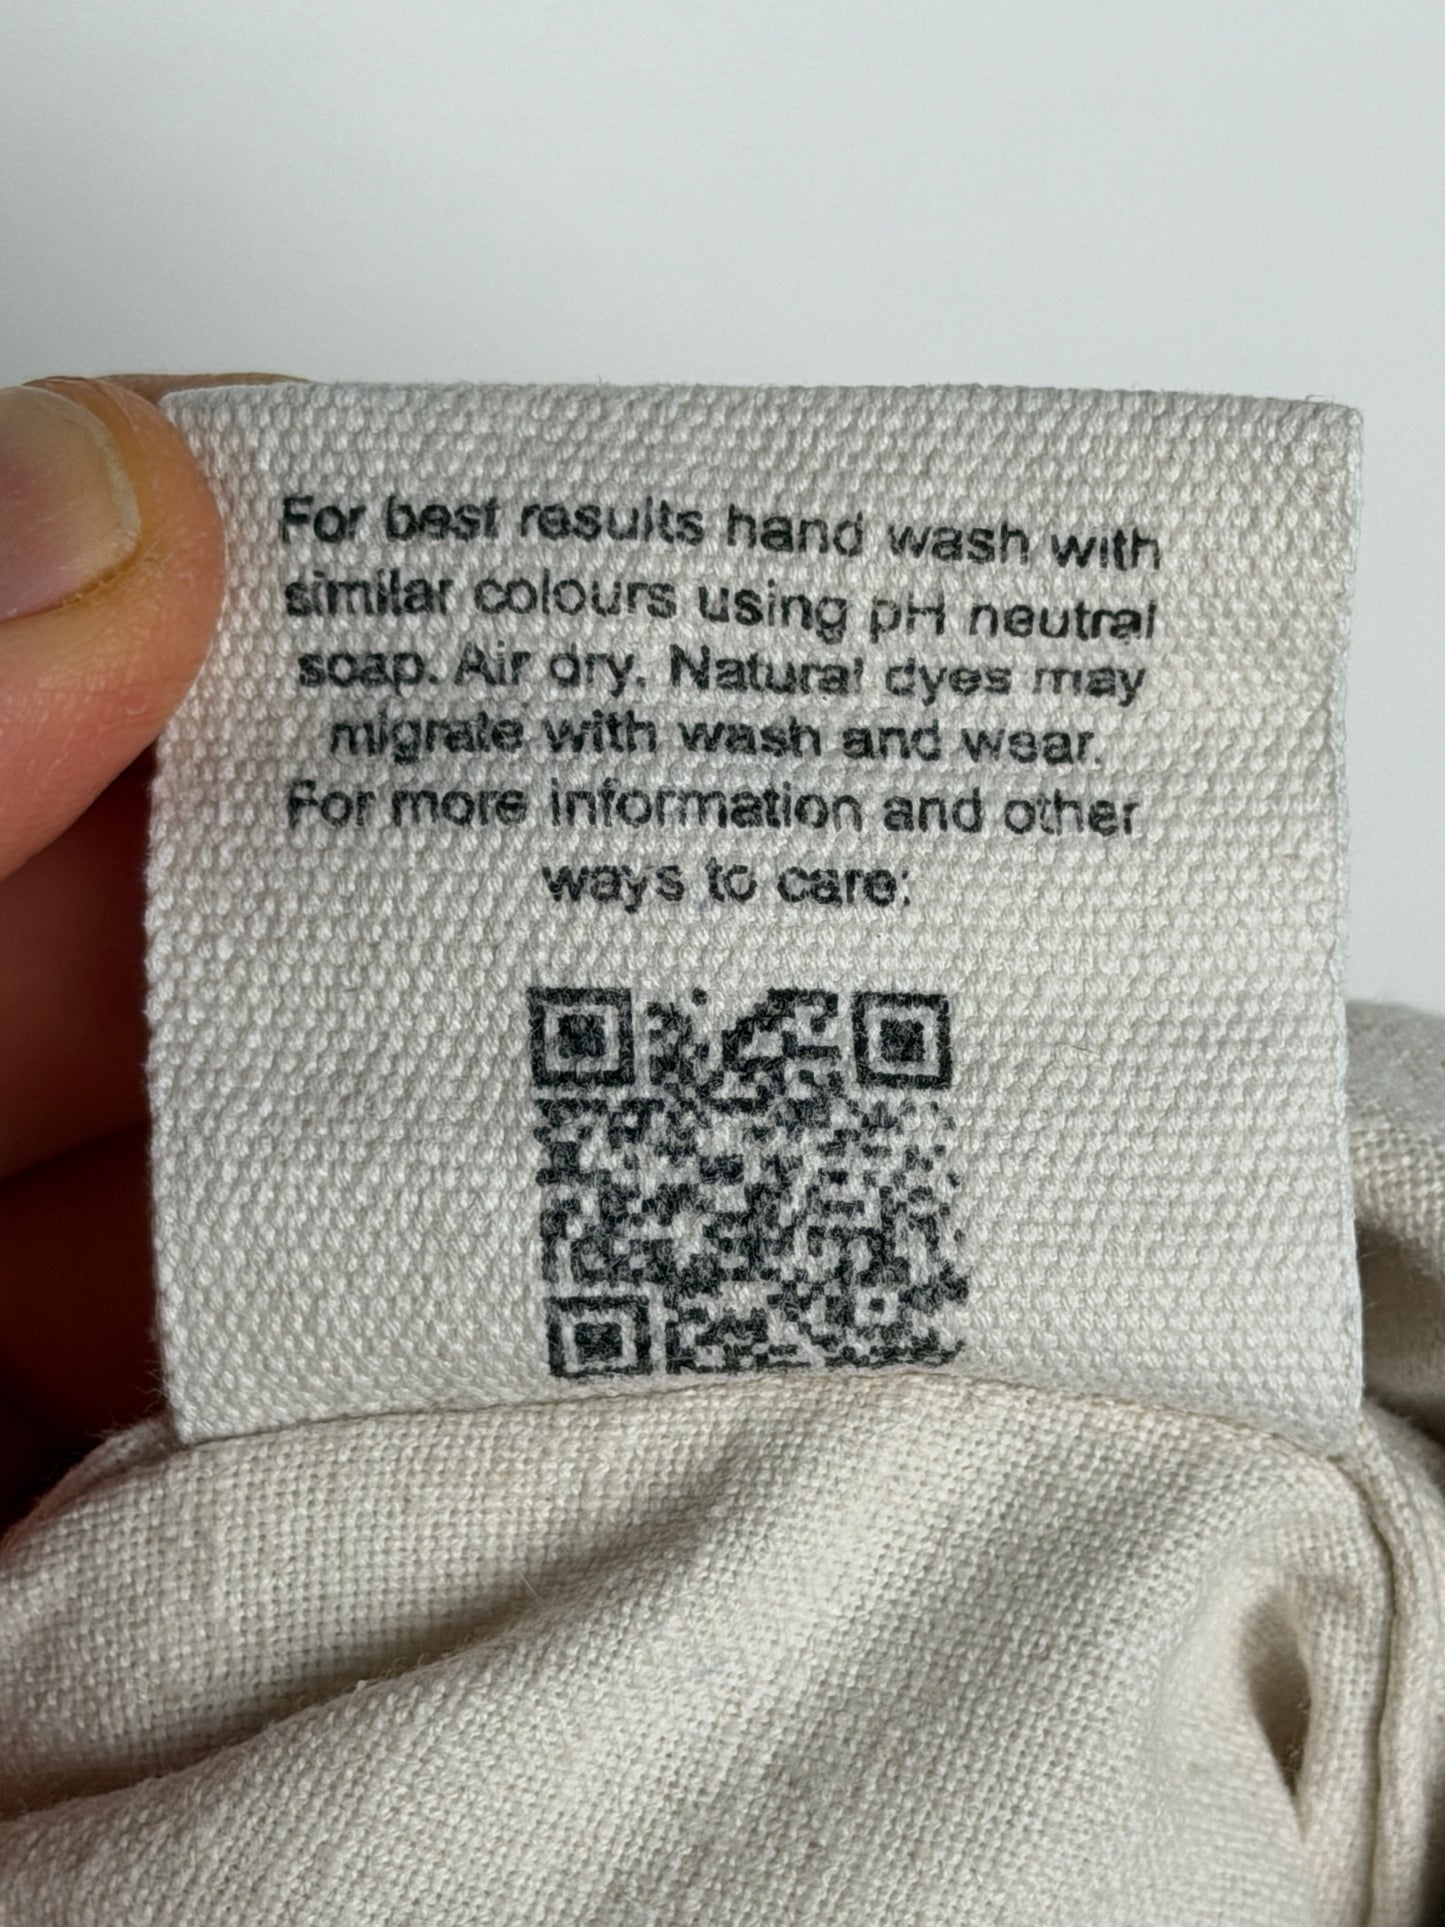 For best results hand wash with
similar colours using pH neutral
soap. Air dry. Natural dyes may
migrate with wash and wear.
For more information and other
ways to care: